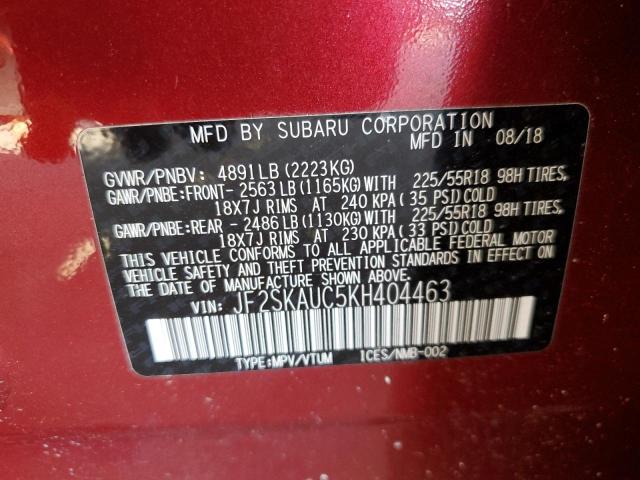 MFD BY SUBARU CORPORATION
MFD IN 08/18
GVWR/PNBV: 4891LB (2223KG)
GAWR/PNBE:FRONT- 2563LB (1165KG)WITH 225/55R18 98H TIRES,
18X7J RIMS AT 240 KPA (35 PSI)COLD
GAWR/PNBE:REAR - 2486LB (1130KG)WITH 225/55R18 98H TIRES,
18X7J RIMS AT 230 KPA (33 PSI)COLD
THIS VEHICLE CONFORMS TO ALL APPLICABLE FEDERAL MOTOR
VEHICLE SAFETY AND THEFT PREVENTION STANDARDS IN EFFECT ON
THE DATE OF MANUFACTURE SHOWN ABOVE.
VIN: JF2SKAUC5KH404463
TYPE:MPV/VTUM ICES/NMB-002